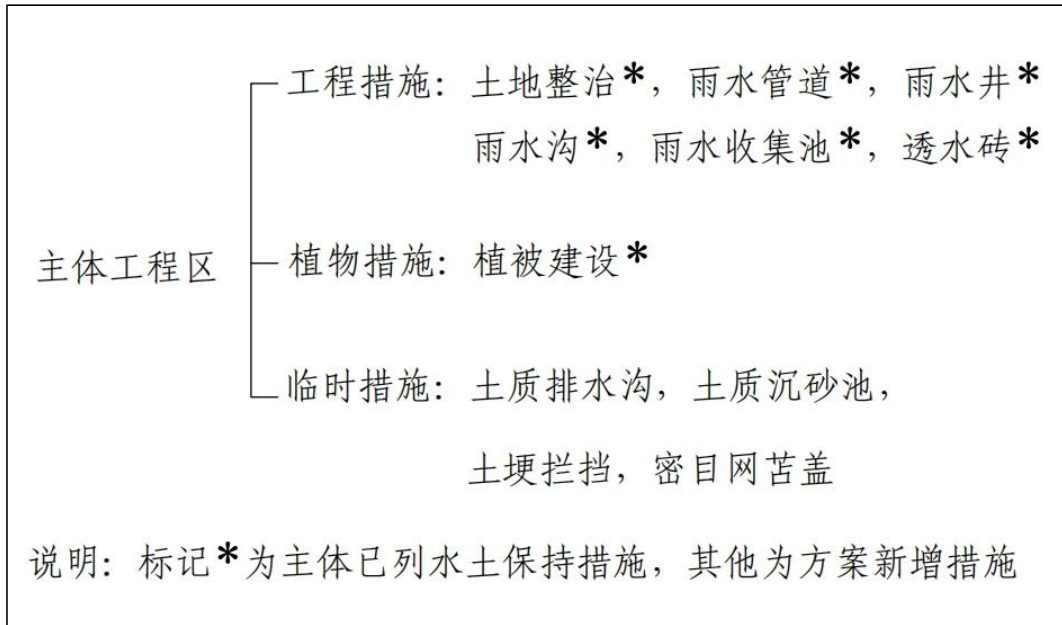 工程措施：土地整治*，雨水管道*，雨水井*
雨水沟*，雨水收集池*，透水砖*
主体工程区
植物措施：植被建设*
临时措施：土质排水沟，土质沉砂池，
土埂拦挡，密目网苫盖
说明：标记*为主体已列水土保持措施，其他为方案新增措施